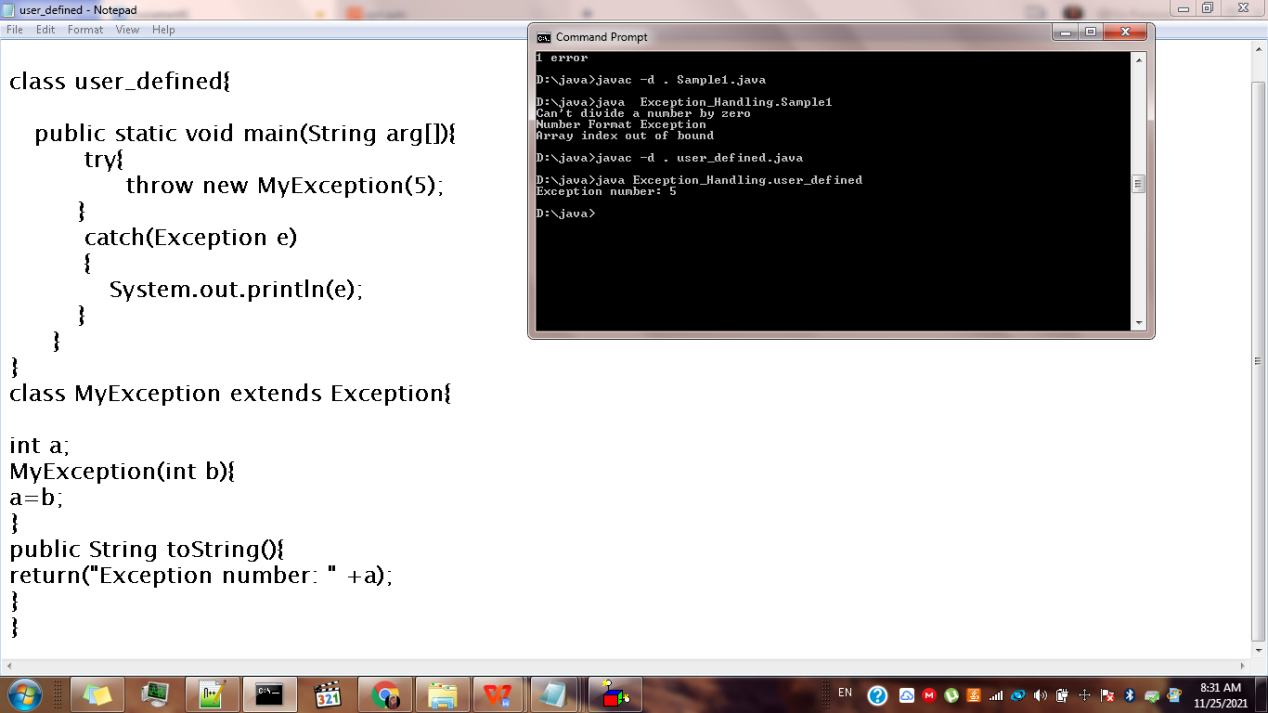 user_defined - Notepad
File Edit Format View Help
class user_defined{
public static void main(String arg[]){
try{
throw new MyException(5);
}
catch(Exception e)
{
System.out.println(e);
}
}
}
class MyException extends Exception{
int a;
MyException(int b){
a=b;
}
public String toString(){
return("Exception number: " +a);
}
}
Command Prompt
1 error
D:\java>javac -d . Sample1.java
D:\java>java  Exception_Handling.Sample1
Can't divide a number by zero
Number Format Exception
Array index out of bound
D:\java>javac -d . user_defined.java
D:\java>java Exception_Handling.user_defined
Exception number: 5
D:\java>
EN
8:31 AM
11/25/2021